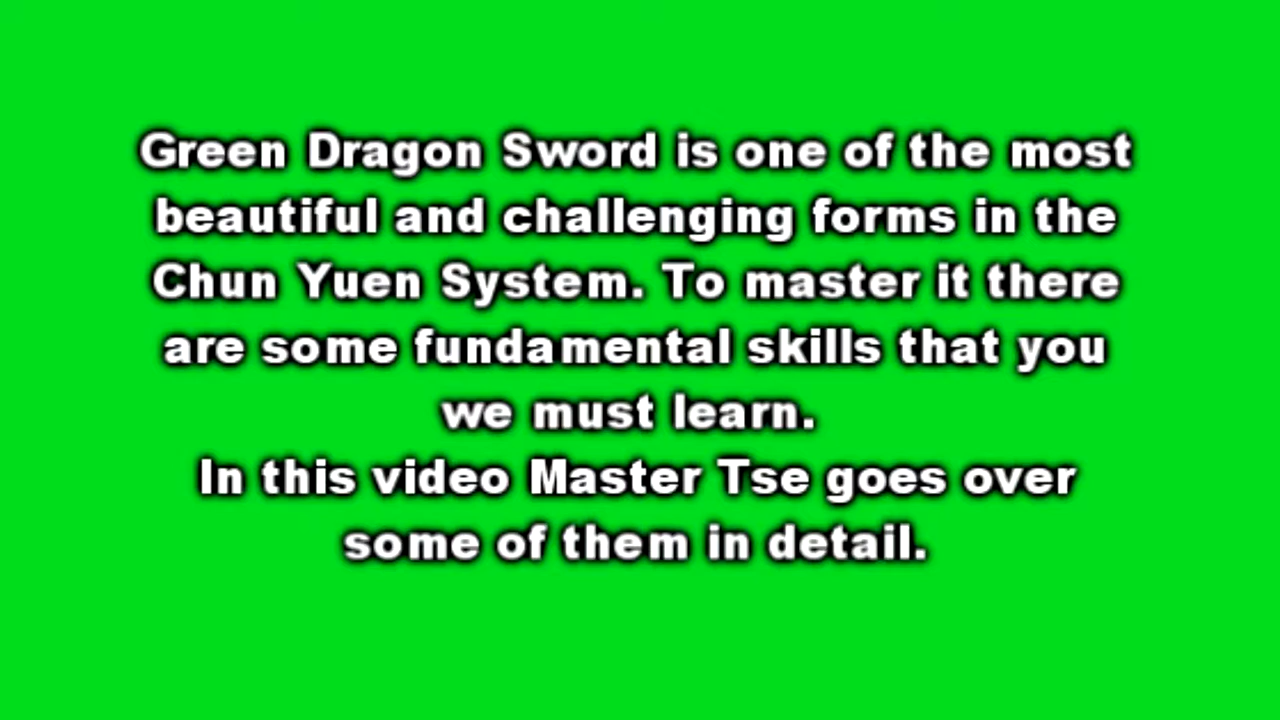 Green Dragon Sword is one of the most
beautiful and challenging forms in the
Chun Yuen System. To master it there
are some fundamental skills that you
we must learn.
In this video Master Tse goes over
some of them in detail.